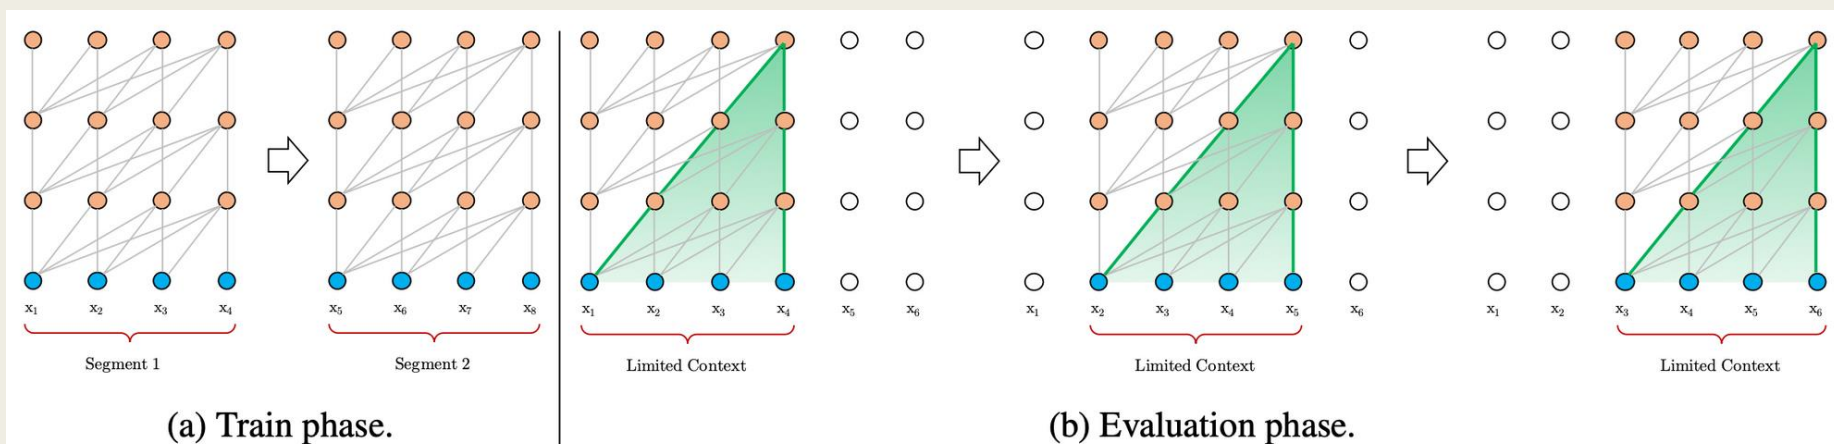 x1 x2 x3 x4
Segment 1
x5 x6 x7 x8
Segment 2
(a) Train phase.
x1 x2 x3 x4 x5 x6
Limited Context
x1 x2 x3 x4 x5 x6
Limited Context
x1 x2 x3 x4 x5 x6
Limited Context
(b) Evaluation phase.